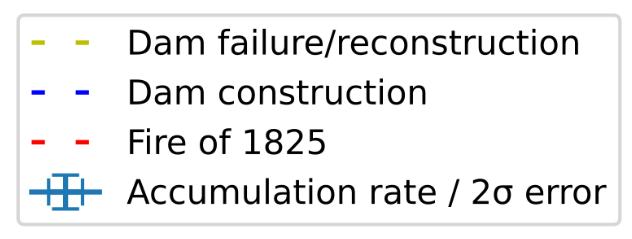 Dam failure/reconstruction
Dam construction
Fire of 1825
Accumulation rate / 2σ error